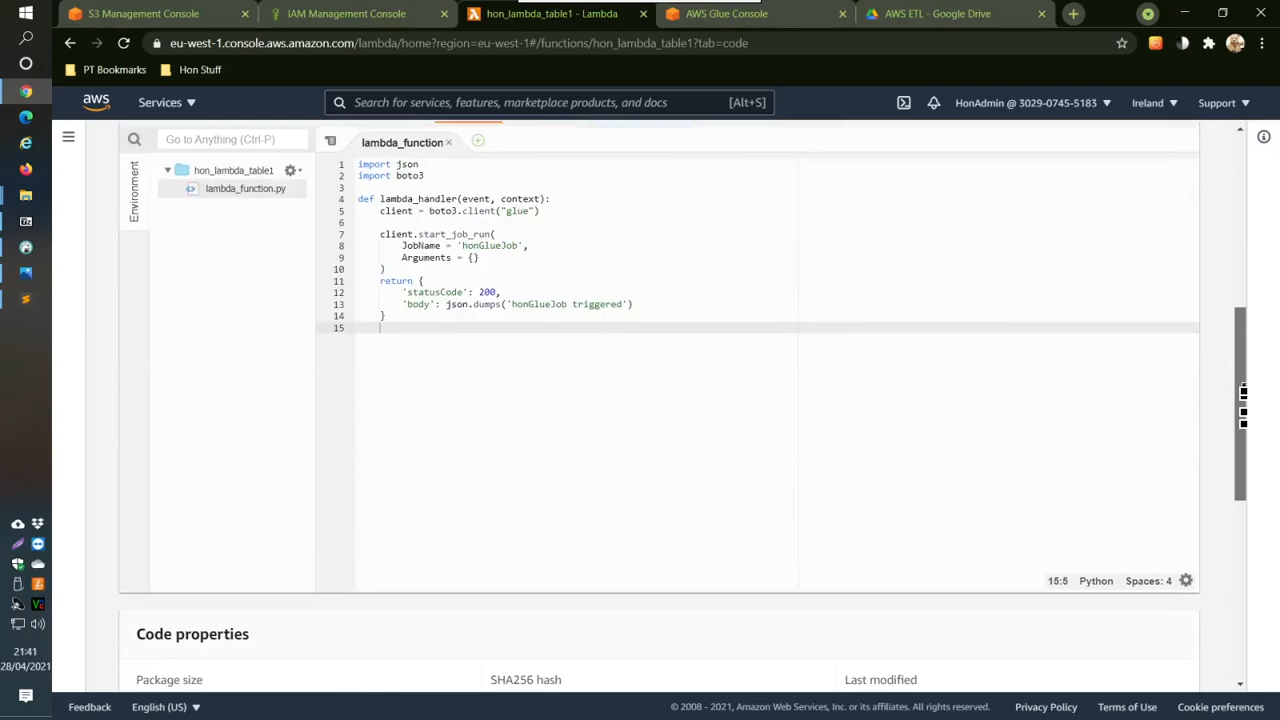 S3 Management Console
IAM Management Console
hon_lambda_table1 - Lambda
AWS Glue Console
AWS ETL - Google Drive
eu-west-1.console.aws.amazon.com/lambda/home?region=eu-west-1#/functions/hon_lambda_table1?tab=code
PT Bookmarks
Hon Stuff
aws
Services
Search for services, features, marketplace products, and docs
[Alt+S]
HonAdmin @ 3029-0745-5183
Ireland
Support
Go to Anything (Ctrl-P)
lambda_function
Environment
hon_lambda_table1
lambda_function.py
1 import json
2 import boto3
3
4 def lambda_handler(event, context):
5 client = boto3.client("glue")
6
7 client.start_job_run(
8 JobName = 'honGlueJob',
9 Arguments = {}
10 )
11 return {
12 'statusCode': 200,
13 'body': json.dumps('honGlueJob triggered')
14 }
15
15:5 Python Spaces: 4
Code properties
Package size
SHA256 hash
Last modified
21:41
28/04/2021
Feedback
English (US)
© 2008 - 2021, Amazon Web Services, Inc. or its affiliates. All rights reserved.
Privacy Policy
Terms of Use
Cookie preferences